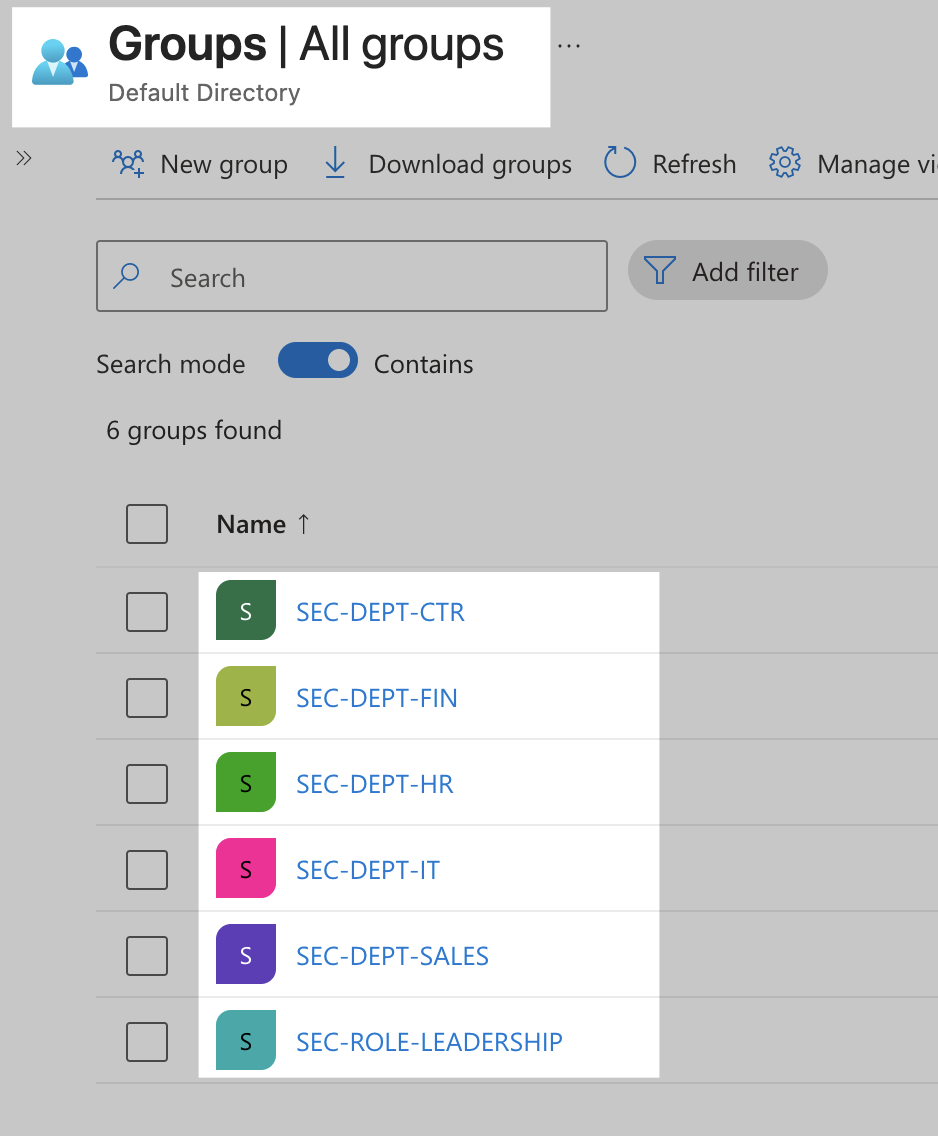 Groups | All groups
...
Default Directory
New group
Download groups
Refresh
Manage vi
Search
Add filter
Search mode
Contains
6 groups found
Name ↑
S SEC-DEPT-CTR
S SEC-DEPT-FIN
S SEC-DEPT-HR
S SEC-DEPT-IT
S SEC-DEPT-SALES
S SEC-ROLE-LEADERSHIP